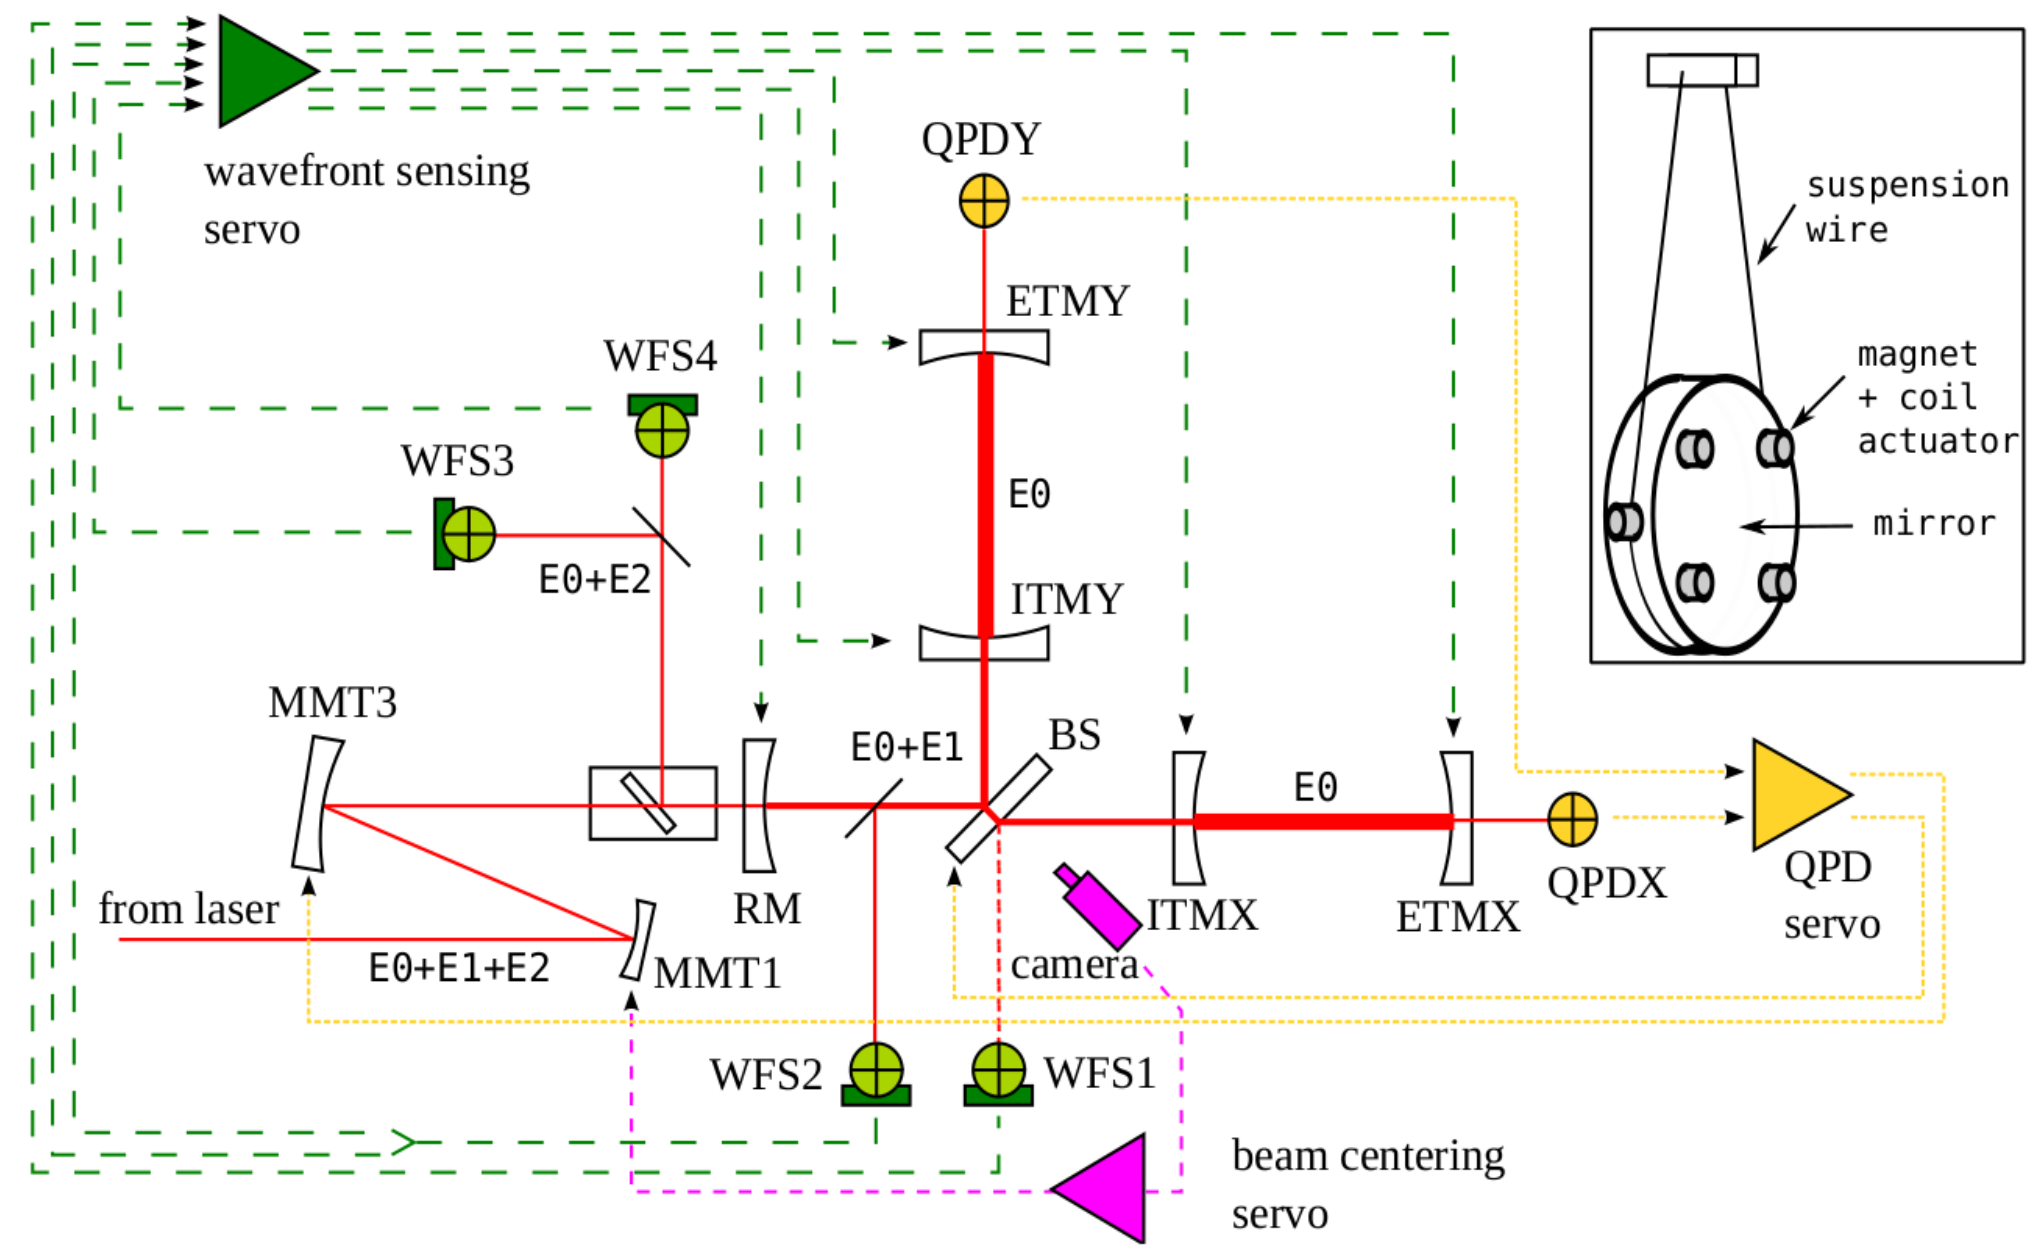 wavefront sensing
servo
QPDY
suspension
wire
ETMY
WFS4
magnet
+ coil
actuator
WFS3
E0
mirror
E0+E2
ITMY
MMT3
E0+E1
BS
E0
from laser
RM
ITMX
ETMX
QPDX
QPD
servo
E0+E1+E2
MMT1
camera
WFS2
WFS1
beam centering
servo